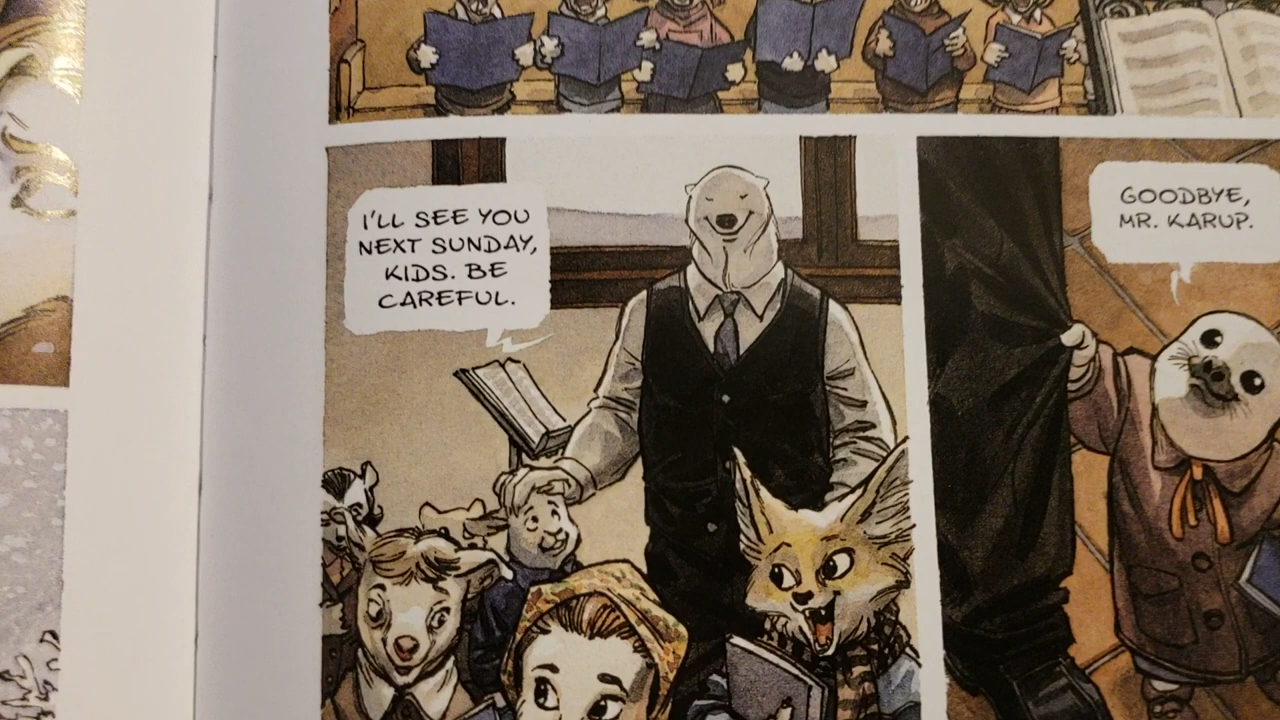 I'LL SEE YOU
NEXT SUNDAY,
KIDS. BE
CAREFUL.
GOODBYE,
MR. KARUP.